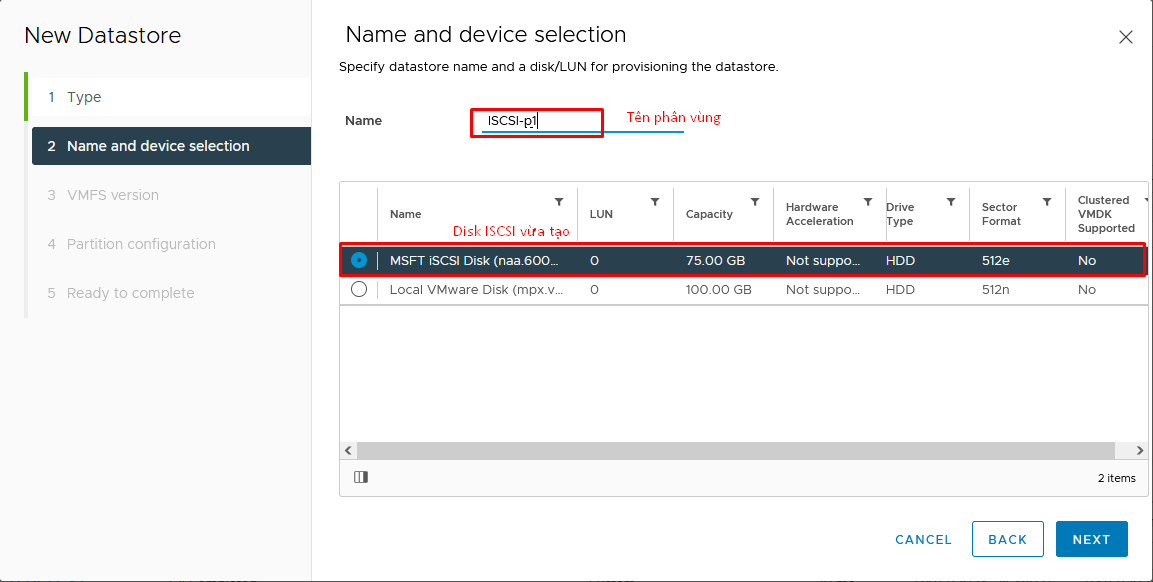 New Datastore
1 Type
2 Name and device selection
3 VMFS version
4 Partition configuration
5 Ready to complete
Name and device selection
Specify datastore name and a disk/LUN for provisioning the datastore.
Name
ISCSI-p1
Tên phân vùng
Name
LUN
Capacity
Hardware
Acceleration
Drive
Type
Sector
Format
Clustered
VMDK
Supported
Disk ISCSI vừa tạo
MSFT iSCSI Disk (naa.600... 0 75.00 GB Not suppo... HDD 512e No
Local VMware Disk (mpx.v... 0 100.00 GB Not suppo... HDD 512n No
2 items
CANCEL BACK NEXT